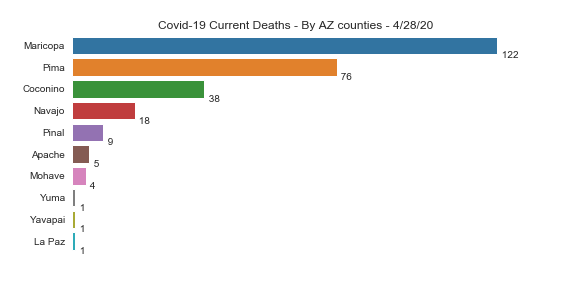 Covid-19 Current Deaths - By AZ counties - 4/28/20
Maricopa 122
Pima 76
Coconino 38
Navajo 18
Pinal 9
Apache 5
Mohave 4
Yuma 1
Yavapai 1
La Paz 1